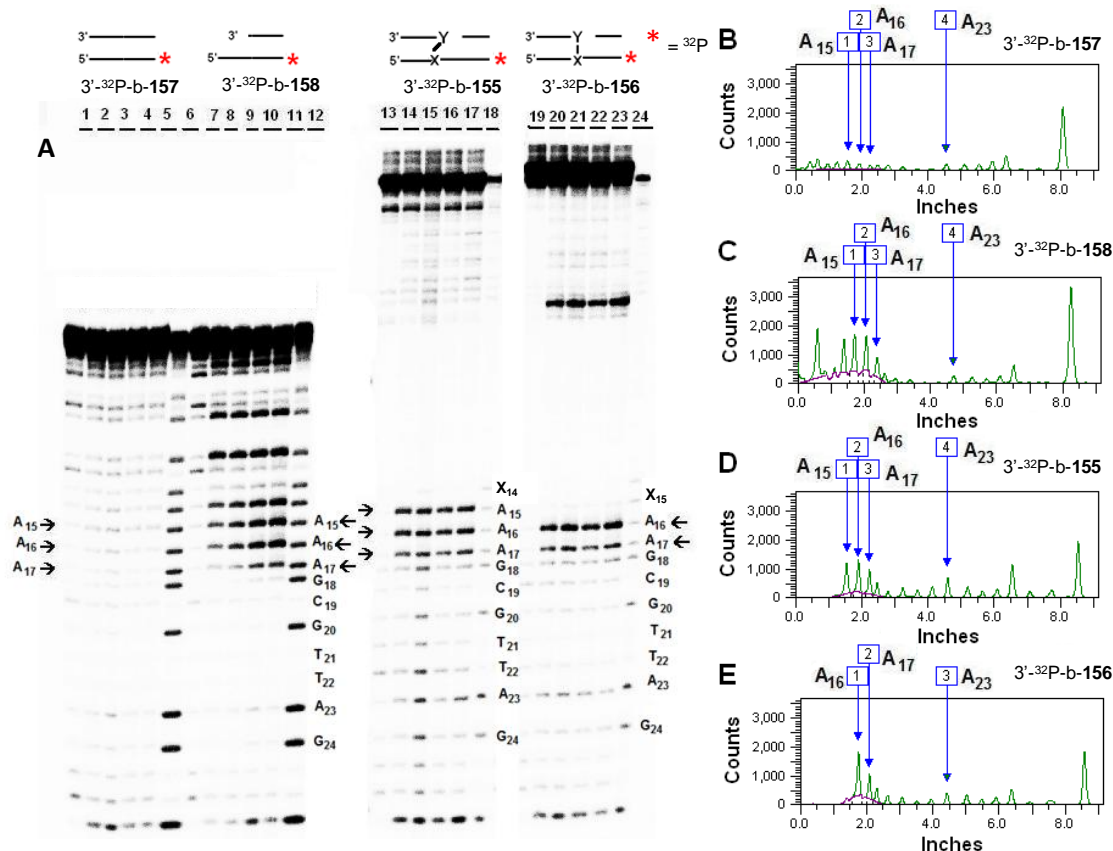 3' Y 3' Y
3' 5' X * 5' X * * = ³²P
5' * 5' *
3'-³²P-b-157 3'-³²P-b-158 3'-³²P-b-155 3'-³²P-b-156
1 2 3 4 5 6 7 8 9 10 11 12 13 14 15 16 17 18 19 20 21 22 23 24
A
A₁₅
A₁₆
A₁₇
A₁₅
A₁₆
A₁₇
G₁₈
C₁₉
G₂₀
T₂₁
T₂₂
A₂₃
G₂₄
X₁₄
A₁₅
A₁₆
A₁₇
G₁₈
C₁₉
G₂₀
T₂₁
T₂₂
A₂₃
G₂₄
X₁₅
A₁₆
A₁₇
G₁₈
C₁₉
G₂₀
T₂₁
T₂₂
A₂₃
G₂₄
B
2 A₁₆ 4 A₂₃
A₁₅ 1 3 A₁₇ 3'-³²P-b-157
Counts
3,000
2,000
1,000
0
0.0 2.0 4.0 6.0 8.0
Inches
C
2 A₁₆ 4 A₂₃ 3'-³²P-b-158
A₁₅ 1 3 A₁₇
Counts
3,000
2,000
1,000
0
0.0 2.0 4.0 6.0 8.0
Inches
D
2 A₁₆ 4 A₂₃ 3'-³²P-b-155
A₁₅ 1 3 A₁₇
Counts
3,000
2,000
1,000
0
0.0 2.0 4.0 6.0 8.0
Inches
E
2 A₁₇
A₁₆ 1 3 A₂₃ 3'-³²P-b-156
Counts
3,000
2,000
1,000
0
0.0 2.0 4.0 6.0 8.0
Inches